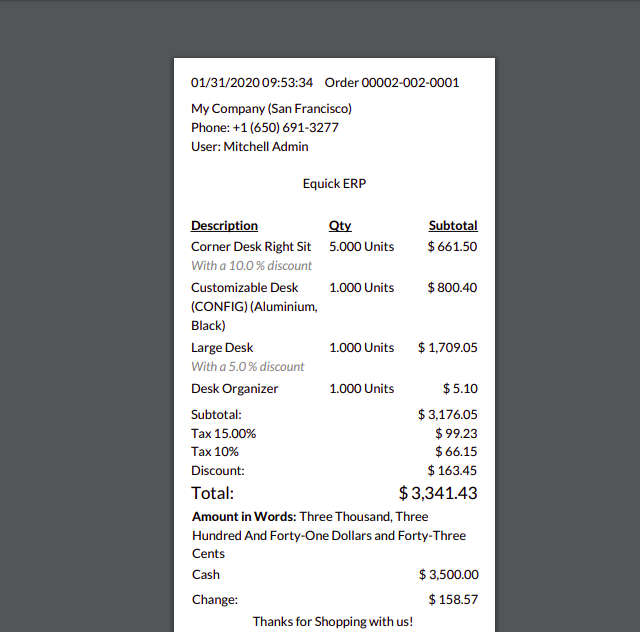 01/31/2020 09:53:34 Order 00002-002-0001
My Company (San Francisco)
Phone: +1 (650) 691-3277
User: Mitchell Admin
Equick ERP
Description Qty Subtotal
Corner Desk Right Sit 5.000 Units $ 661.50
With a 10.0 % discount
Customizable Desk 1.000 Units $ 800.40
(CONFIG) (Aluminium,
Black)
Large Desk 1.000 Units $ 1,709.05
With a 5.0 % discount
Desk Organizer 1.000 Units $ 5.10
Subtotal: $ 3,176.05
Tax 15.00% $ 99.23
Tax 10% $ 66.15
Discount: $ 163.45
Total: $ 3,341.43
Amount in Words: Three Thousand, Three
Hundred And Forty-One Dollars and Forty-Three
Cents
Cash $ 3,500.00
Change: $ 158.57
Thanks for Shopping with us!